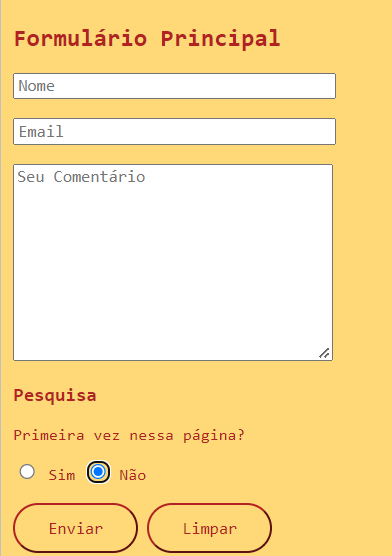 Formulário Principal
Nome
Email
Seu Comentário
Pesquisa
Primeira vez nessa página?
Sim Não
Enviar Limpar